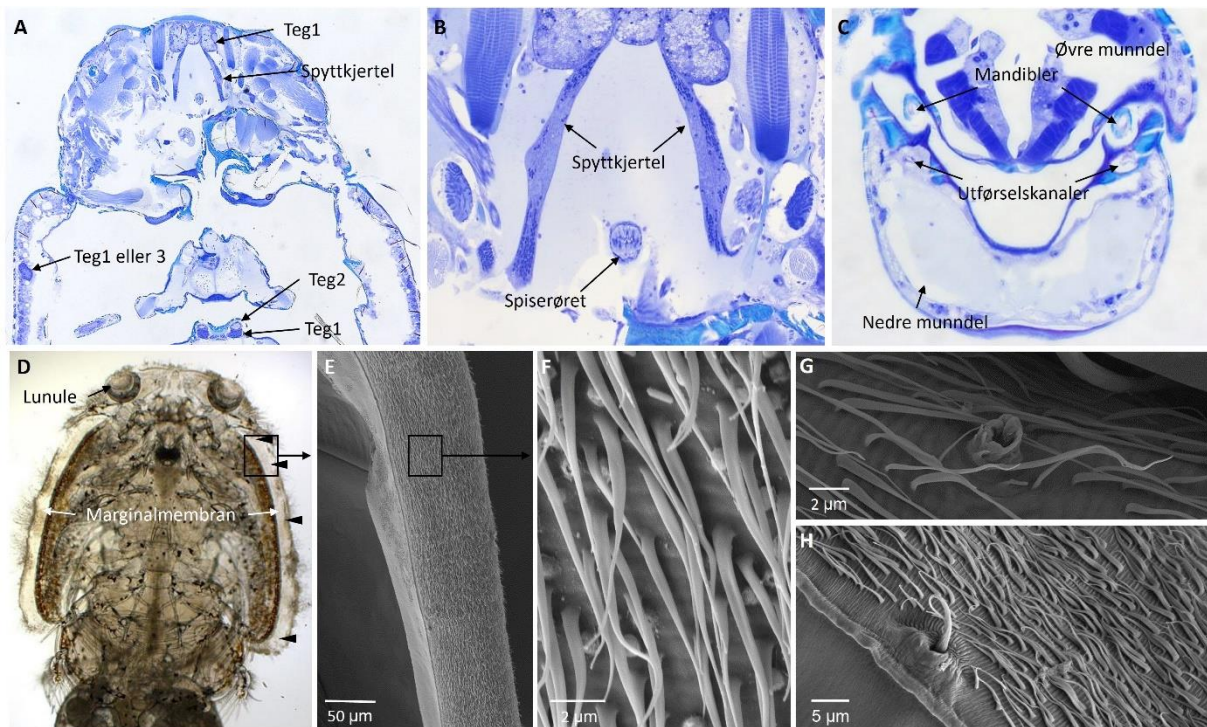 A
Teg1
Spyttkjertel
Teg1 eller 3
Teg2
Teg1
B
Spyttkjertel
Spiserøret
C
Øvre munndel
Mandibler
Utførselskanaler
Nedre munndel
D
Lunule
Marginalmembran
E
50 µm
F
2 µm
G
2 µm
H
5 µm